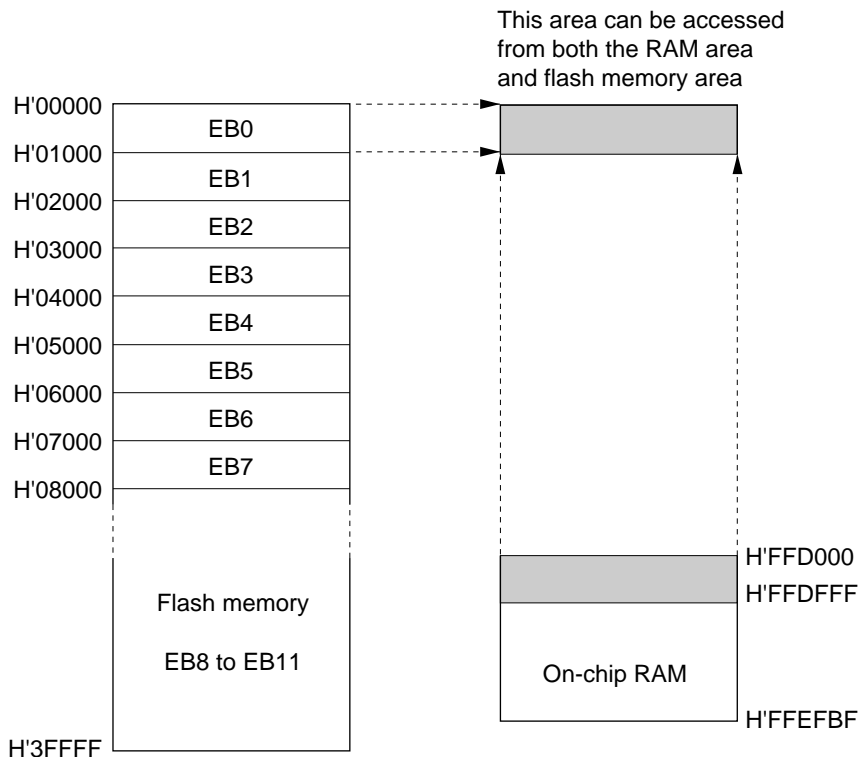 This area can be accessed
from both the RAM area
and flash memory area
H'00000
EB0
H'01000
EB1
H'02000
EB2
H'03000
EB3
H'04000
EB4
H'05000
EB5
H'06000
EB6
H'07000
EB7
H'08000
Flash memory
EB8 to EB11
H'3FFFF
H'FFD000
H'FFDFFF
On-chip RAM
H'FFEFBF